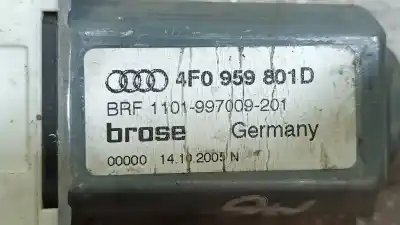 4F0 959 801D
BRF 1101-997009-201
brose Germany
00000 14.10.2005 N